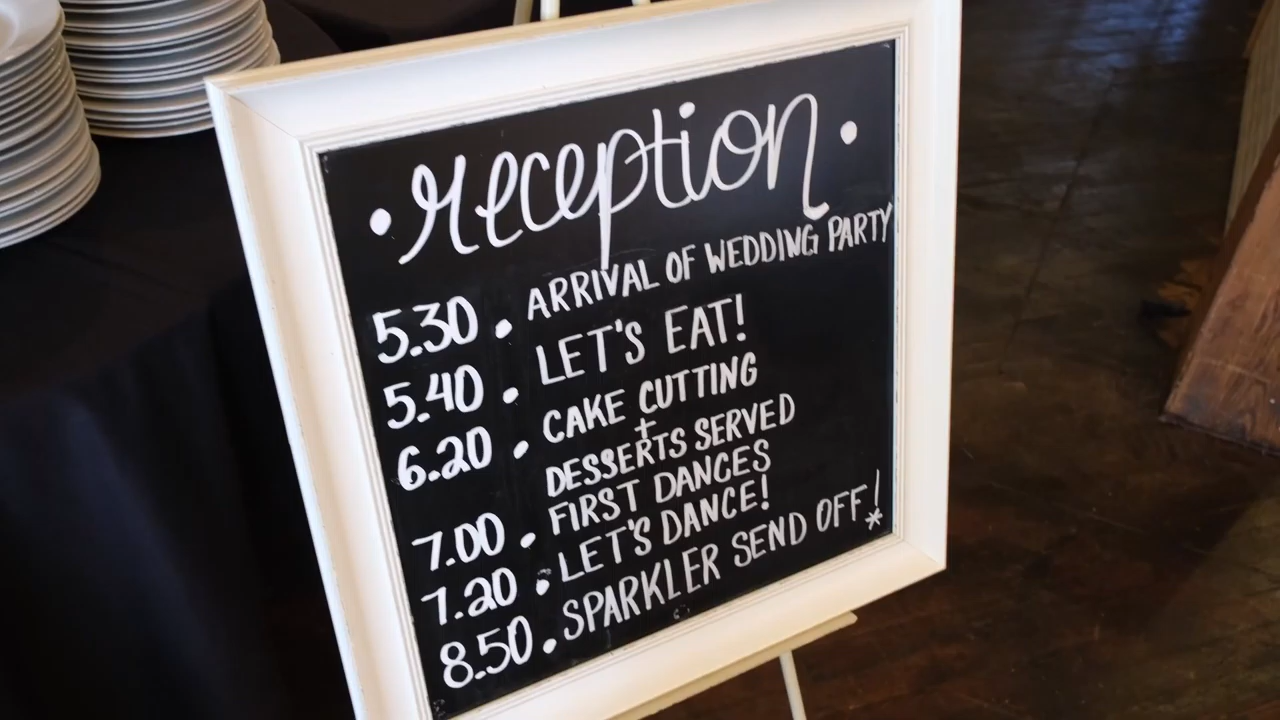 •reception•
5.30 • ARRIVAL OF WEDDING PARTY
5.40 • LET'S EAT!
6.20 • CAKE CUTTING
+
DESSERTS SERVED
7.00 • FIRST DANCES
7.20 • LET'S DANCE!
8.50 • SPARKLER SEND OFF! *